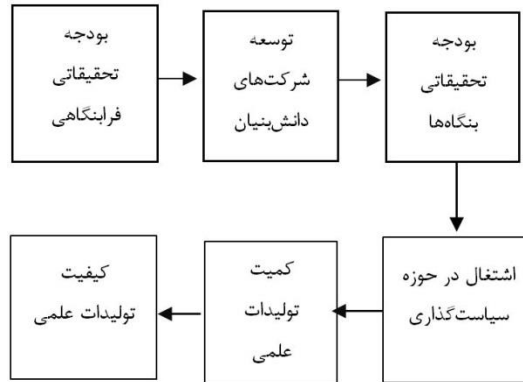 بودجه
تحقیقاتی
فرابنگاهی
توسعه
شرکت‌های
دانش‌بنیان
بودجه
تحقیقاتی
بنگاه‌ها
اشتغال در حوزه
سیاست‌گذاری
کمیت
تولیدات
علمی
کیفیت
تولیدات علمی